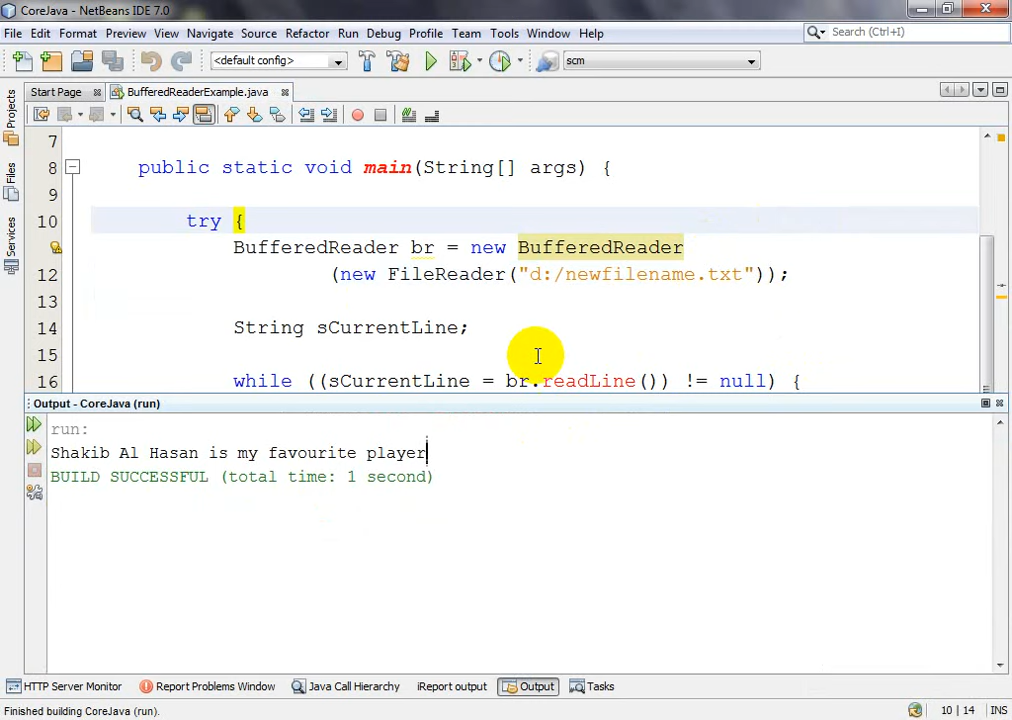 CoreJava - NetBeans IDE 7.0
File Edit Format Preview View Navigate Source Refactor Run Debug Profile Team Tools Window Help
Search (Ctrl+I)
<default config>
scm
Start Page
BufferedReaderExample.java
Projects
Files
Services
7
8 public static void main(String[] args) {
9
10 try {
BufferedReader br = new BufferedReader
12 (new FileReader("d:/newfilename.txt"));
13
14 String sCurrentLine;
15
16 while ((sCurrentLine = br.readLine()) != null) {
Output - CoreJava (run)
run:
Shakib Al Hasan is my favourite player
BUILD SUCCESSFUL (total time: 1 second)
HTTP Server Monitor Report Problems Window Java Call Hierarchy iReport output Output Tasks
Finished building CoreJava (run).
10 | 14 INS